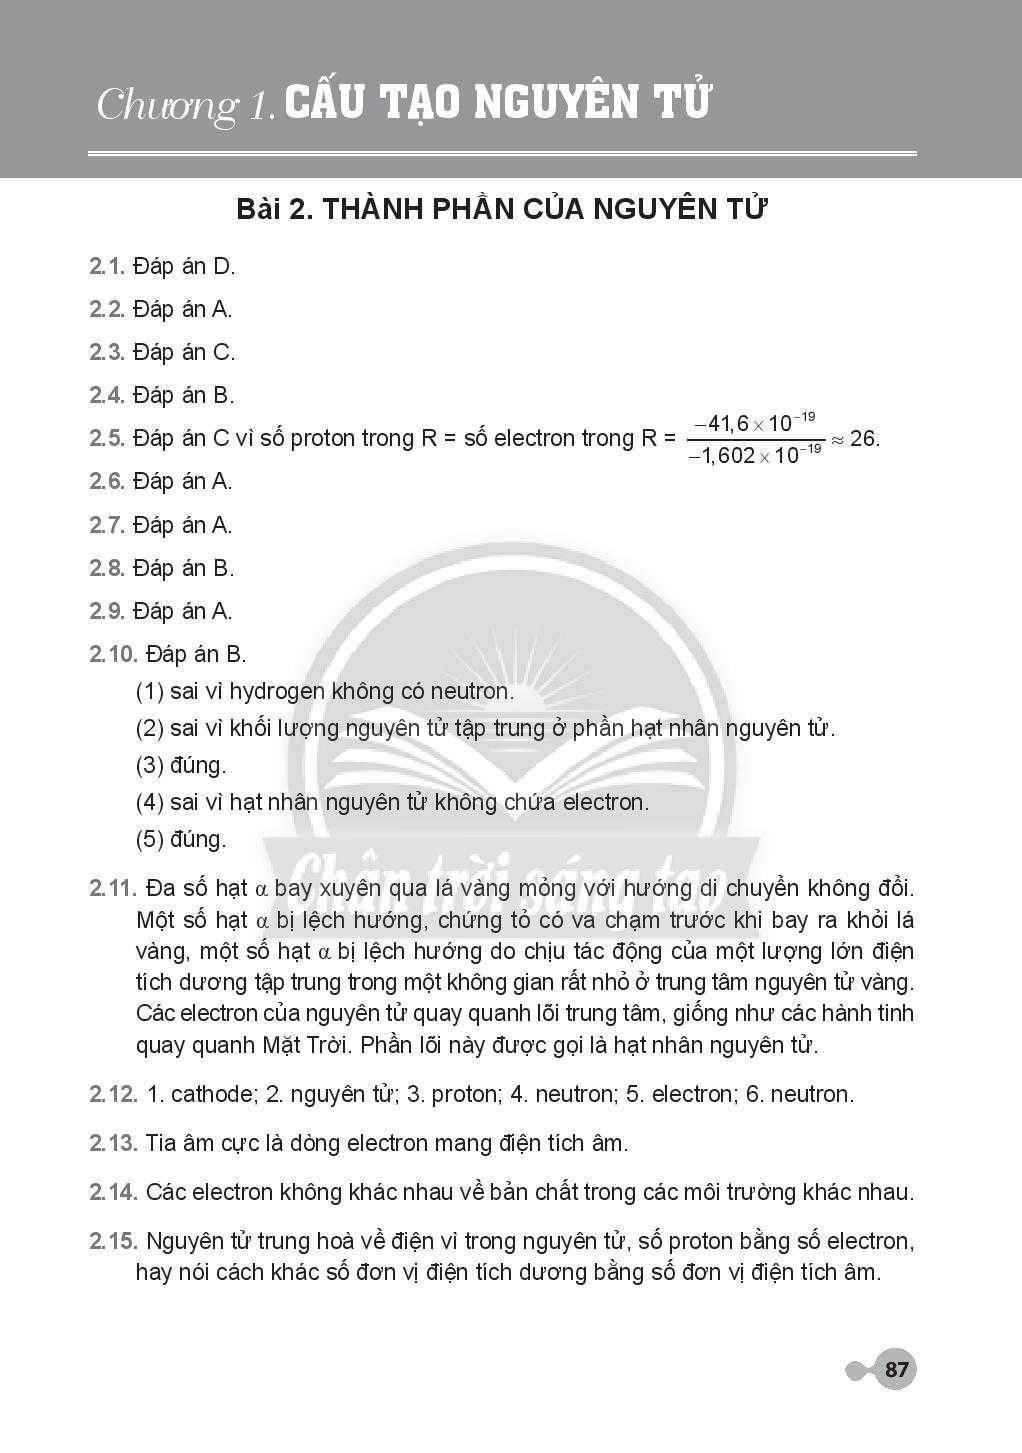 Chương 1. CẤU TẠO NGUYÊN TỬ
Bài 2. THÀNH PHẦN CỦA NGUYÊN TỬ
2.1. Đáp án D.
2.2. Đáp án A.
2.3. Đáp án C.
2.4. Đáp án B.
2.5. Đáp án C vì số proton trong R = số electron trong R = (−41,6 × 10⁻¹⁹)/(−1,602 × 10⁻¹⁹) ≈ 26.
2.6. Đáp án A.
2.7. Đáp án A.
2.8. Đáp án B.
2.9. Đáp án A.
2.10. Đáp án B.
(1) sai vì hydrogen không có neutron.
(2) sai vì khối lượng nguyên tử tập trung ở phần hạt nhân nguyên tử.
(3) đúng.
(4) sai vì hạt nhân nguyên tử không chứa electron.
(5) đúng.
Chân trời sáng tạo
2.11. Đa số hạt α bay xuyên qua lá vàng mỏng với hướng di chuyển không đổi.
Một số hạt α bị lệch hướng, chứng tỏ có va chạm trước khi bay ra khỏi lá
vàng, một số hạt α bị lệch hướng do chịu tác động của một lượng lớn điện
tích dương tập trung trong một không gian rất nhỏ ở trung tâm nguyên tử vàng.
Các electron của nguyên tử quay quanh lõi trung tâm, giống như các hành tinh
quay quanh Mặt Trời. Phần lõi này được gọi là hạt nhân nguyên tử.
2.12. 1. cathode; 2. nguyên tử; 3. proton; 4. neutron; 5. electron; 6. neutron.
2.13. Tia âm cực là dòng electron mang điện tích âm.
2.14. Các electron không khác nhau về bản chất trong các môi trường khác nhau.
2.15. Nguyên tử trung hoà về điện vì trong nguyên tử, số proton bằng số electron,
hay nói cách khác số đơn vị điện tích dương bằng số đơn vị điện tích âm.
87